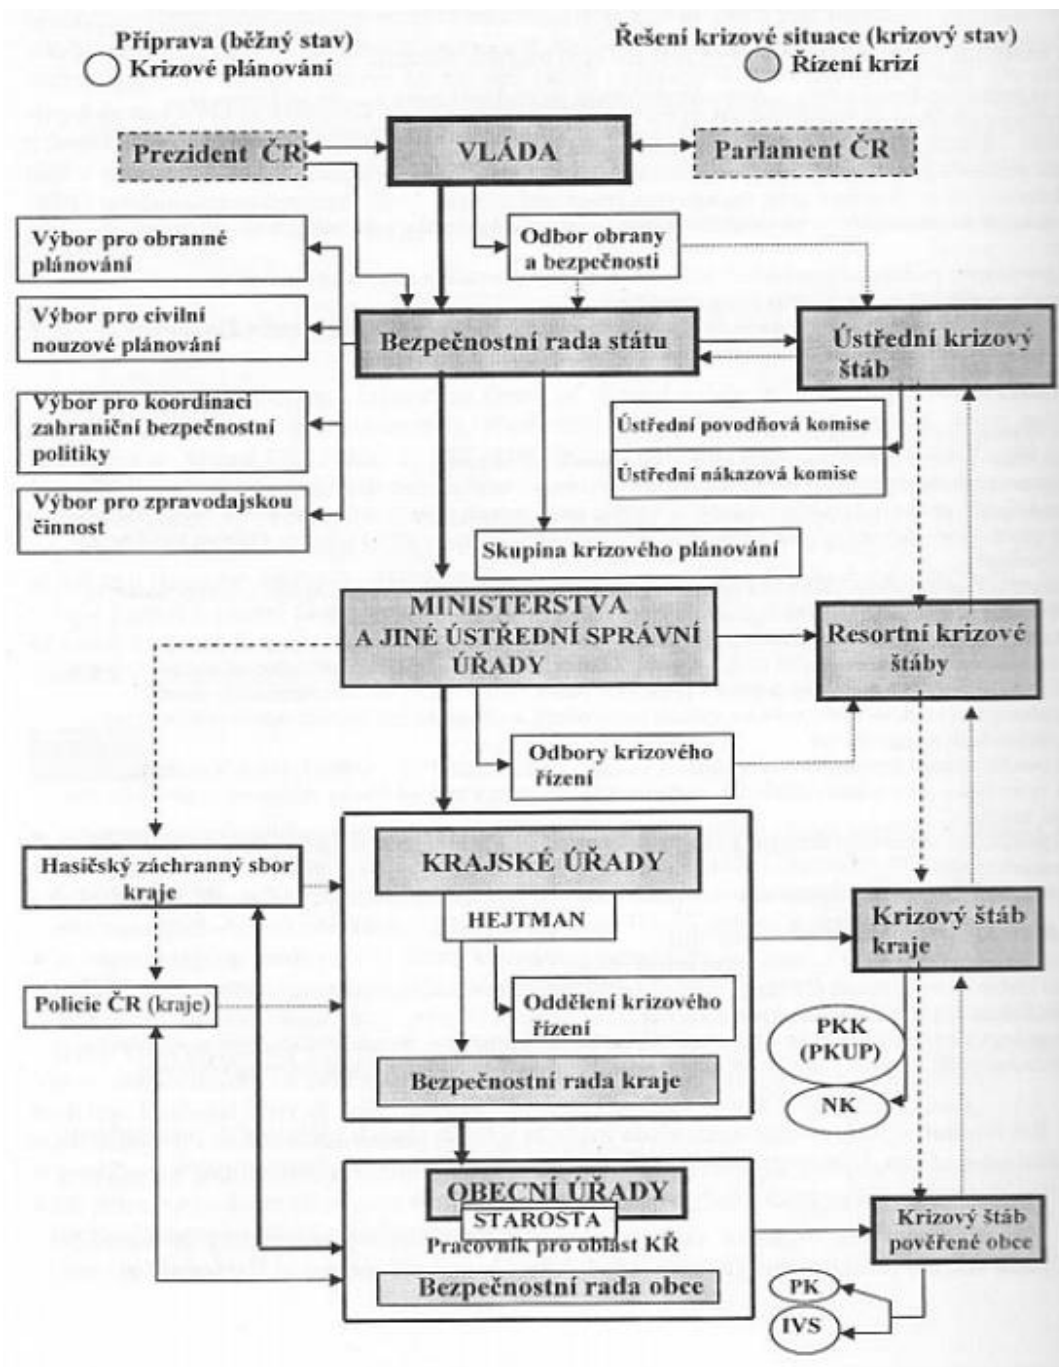 Příprava (běžný stav)
Krizové plánování
Řešení krizové situace (krizový stav)
Řízení krizí
Prezident ČR
VLÁDA
Parlament ČR
Odbor obrany
a bezpečnosti
Výbor pro obranné
plánování
Výbor pro civilní
nouzové plánování
Výbor pro koordinaci
zahraniční bezpečnostní
politiky
Výbor pro zpravodajskou
činnost
Bezpečnostní rada státu
Ústřední krizový
štáb
Ústřední povodňová komise
Ústřední nákazová komise
Skupina krizového plánování
MINISTERSTVA
A JINÉ ÚSTŘEDNÍ SPRÁVNÍ
ÚŘADY
Resortní krizové
štáby
Odbory krizového
řízení
Hasičský záchranný sbor
kraje
KRAJSKÉ ÚŘADY
HEJTMAN
Krizový štáb
kraje
Policie ČR (kraje)
Oddělení krizového
řízení
PKK
(PKUP)
Bezpečnostní rada kraje
NK
OBECNÍ ÚŘADY
STAROSTA
Pracovník pro oblast KŘ
Bezpečnostní rada obce
Krizový štáb
pověřené obce
PK
IVS